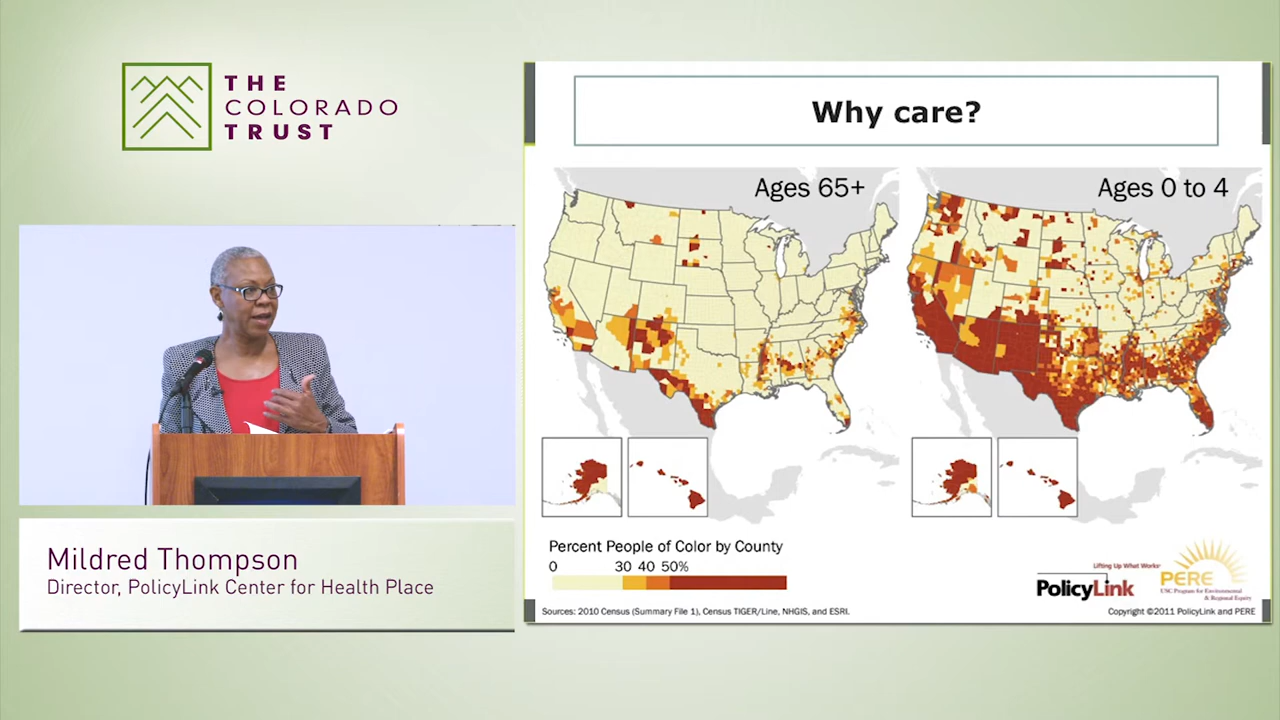 THE
COLORADO
TRUST
Mildred Thompson
Director, PolicyLink Center for Health Place
Why care?
Ages 65+
Ages 0 to 4
Percent People of Color by County
0 30 40 50%
Lifting Up What Works
PolicyLink
PERE
USC Program for Environmental
& Regional Equity
Sources: 2010 Census (Summary File 1), Census TIGER/Line, NHGIS, and ESRI.
Copyright ©2011 PolicyLink and PERE